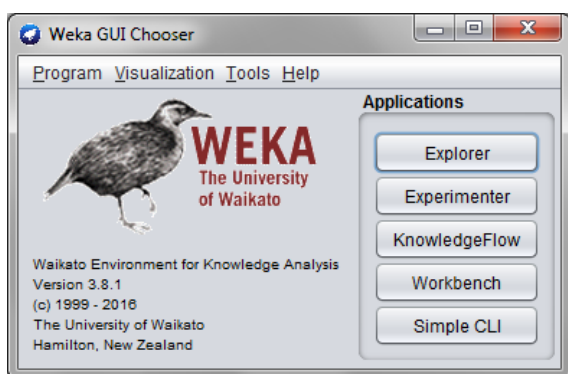 Weka GUI Chooser
Program Visualization Tools Help
WEKA
The University
of Waikato
Waikato Environment for Knowledge Analysis
Version 3.8.1
(c) 1999 - 2016
The University of Waikato
Hamilton, New Zealand
Applications
Explorer
Experimenter
KnowledgeFlow
Workbench
Simple CLI